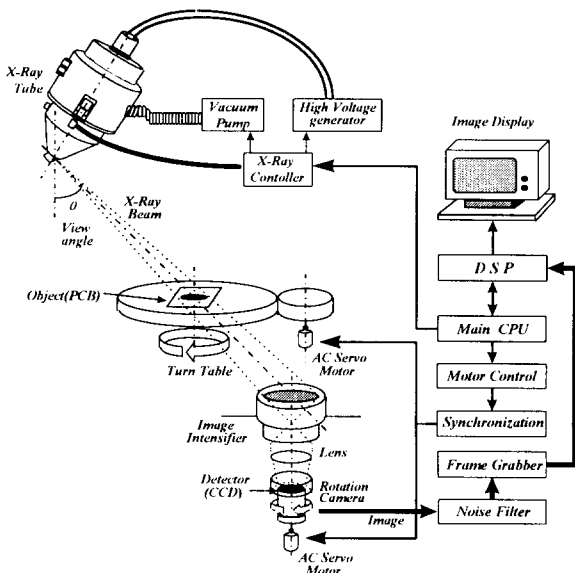 X-Ray
Tube
Vacuum
Pump
High Voltage
generator
Image Display
X-Ray
Contoller
θ
View
angle
X-Ray
Beam
D S P
Object(PCB)
Main CPU
AC Servo
Motor
Turn Table
Motor Control
Image
Intensifier
Synchronization
Lens
Frame Grabber
Detector
(CCD)
Rotation
Camera
Image
Noise Filter
AC Servo
Motor